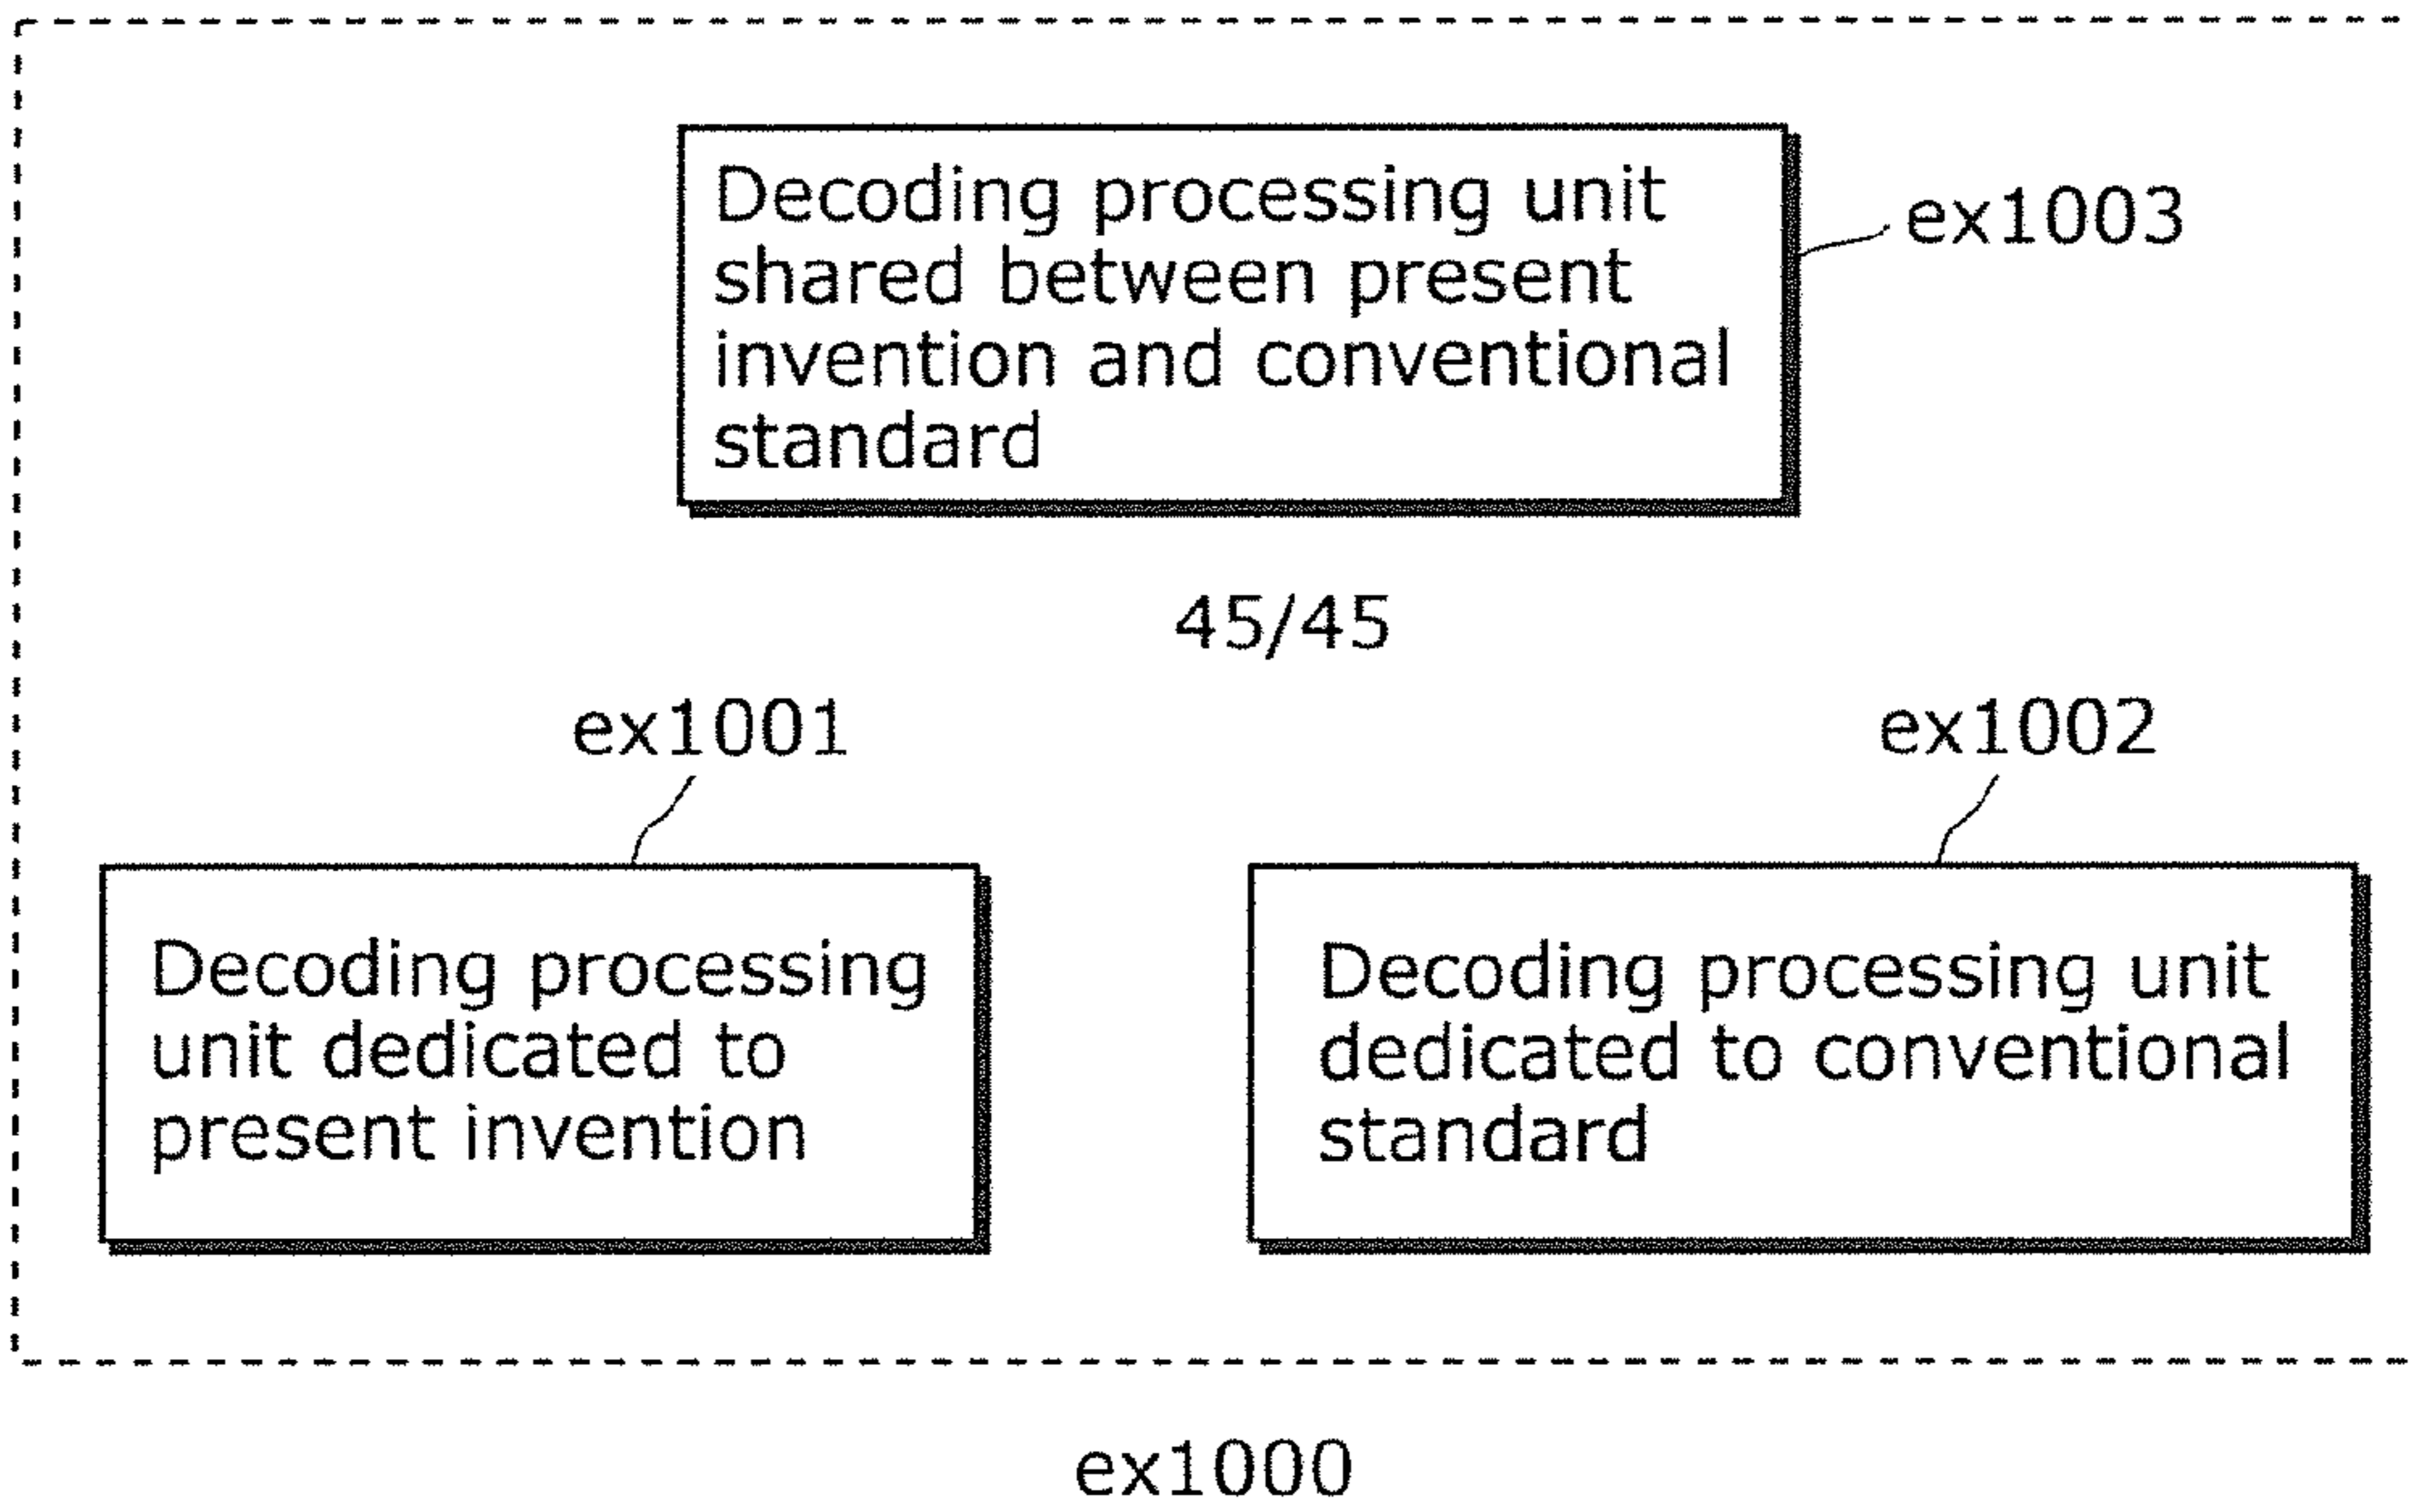 Decoding processing unit
shared between present
invention and conventional
standard
ex1003
45/45
ex1001
ex1002
Decoding processing
unit dedicated to
present invention
Decoding processing unit
dedicated to conventional
standard
ex1000